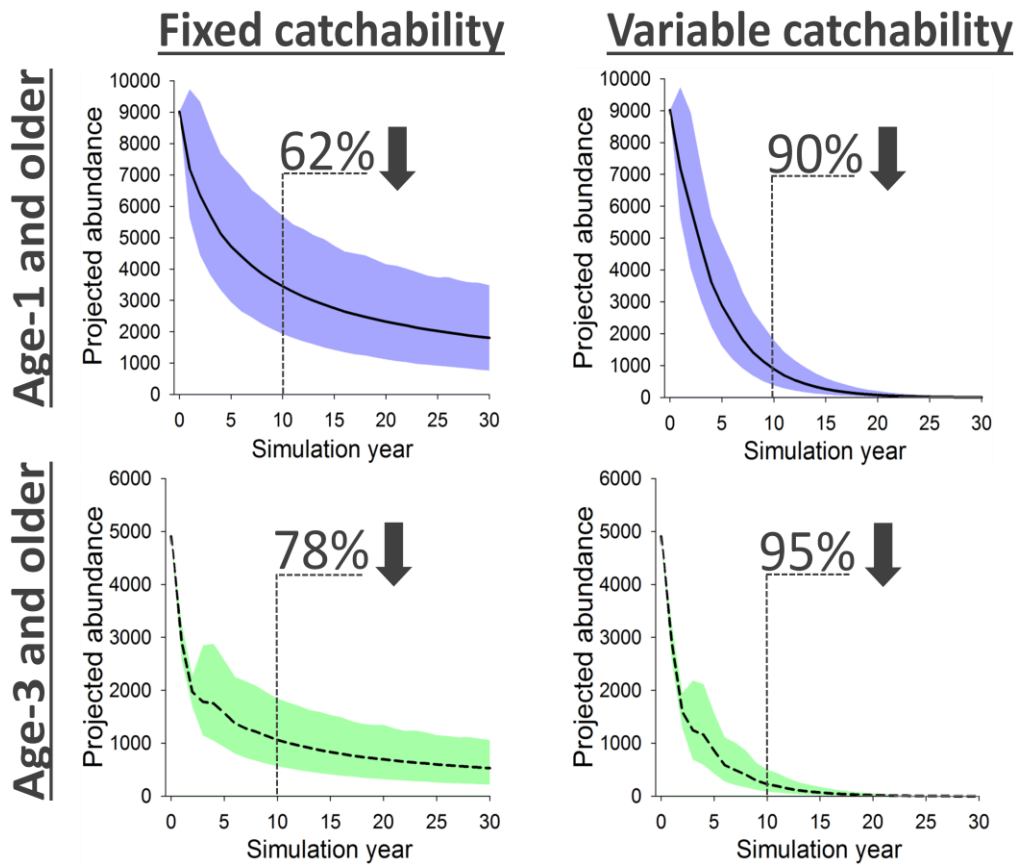 Fixed catchability
Variable catchability
Age-1 and older
Projected abundance
10000
9000
8000
7000
6000
5000
4000
3000
2000
1000
0
62%
0 5 10 15 20 25 30
Simulation year
Projected abundance
10000
9000
8000
7000
6000
5000
4000
3000
2000
1000
0
90%
0 5 10 15 20 25 30
Simulation year
Age-3 and older
Projected abundance
6000
5000
4000
3000
2000
1000
0
78%
0 5 10 15 20 25 30
Simulation year
Projected abundance
6000
5000
4000
3000
2000
1000
0
95%
0 5 10 15 20 25 30
Simulation year